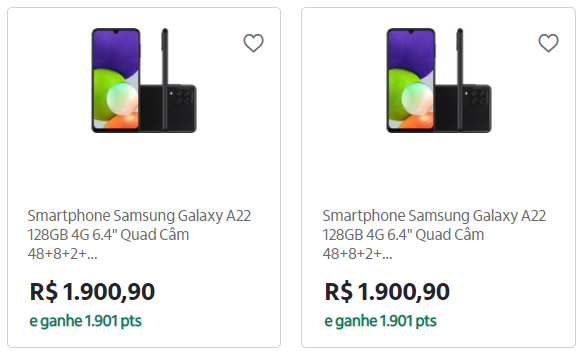 Smartphone Samsung Galaxy A22
128GB 4G 6.4" Quad Câm
48+8+2+...
R$ 1.900,90
e ganhe 1.901 pts
Smartphone Samsung Galaxy A22
128GB 4G 6.4" Quad Câm
48+8+2+...
R$ 1.900,90
e ganhe 1.901 pts